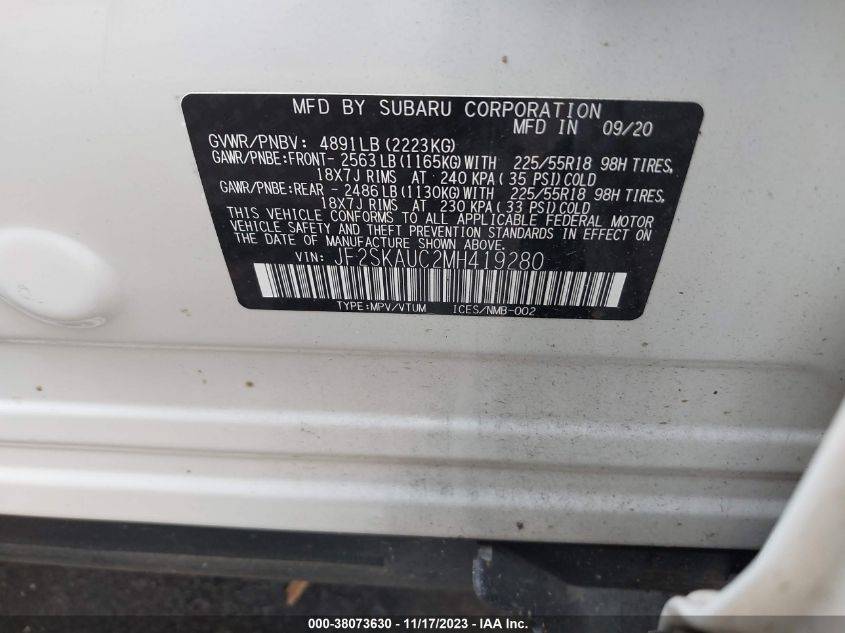 MFD BY SUBARU CORPORATION
MFD IN 09/20
GVWR/PNBV: 4891LB (2223KG)
GAWR/PNBE:FRONT- 2563LB (1165KG) WITH 225/55R18 98H TIRES,
18X7J RIMS AT 240 KPA (35 PSI) COLD
GAWR/PNBE:REAR - 2486LB (1130KG) WITH 225/55R18 98H TIRES,
18X7J RIMS AT 230 KPA (33 PSI) COLD
THIS VEHICLE CONFORMS TO ALL APPLICABLE FEDERAL MOTOR
VEHICLE SAFETY AND THEFT PREVENTION STANDARDS IN EFFECT ON
THE DATE OF MANUFACTURE SHOWN ABOVE.
VIN: JF2SKAUC2MH419280
TYPE:MPV/VTUM ICES/NMB-002
000-38073630 - 11/17/2023 - IAA Inc.